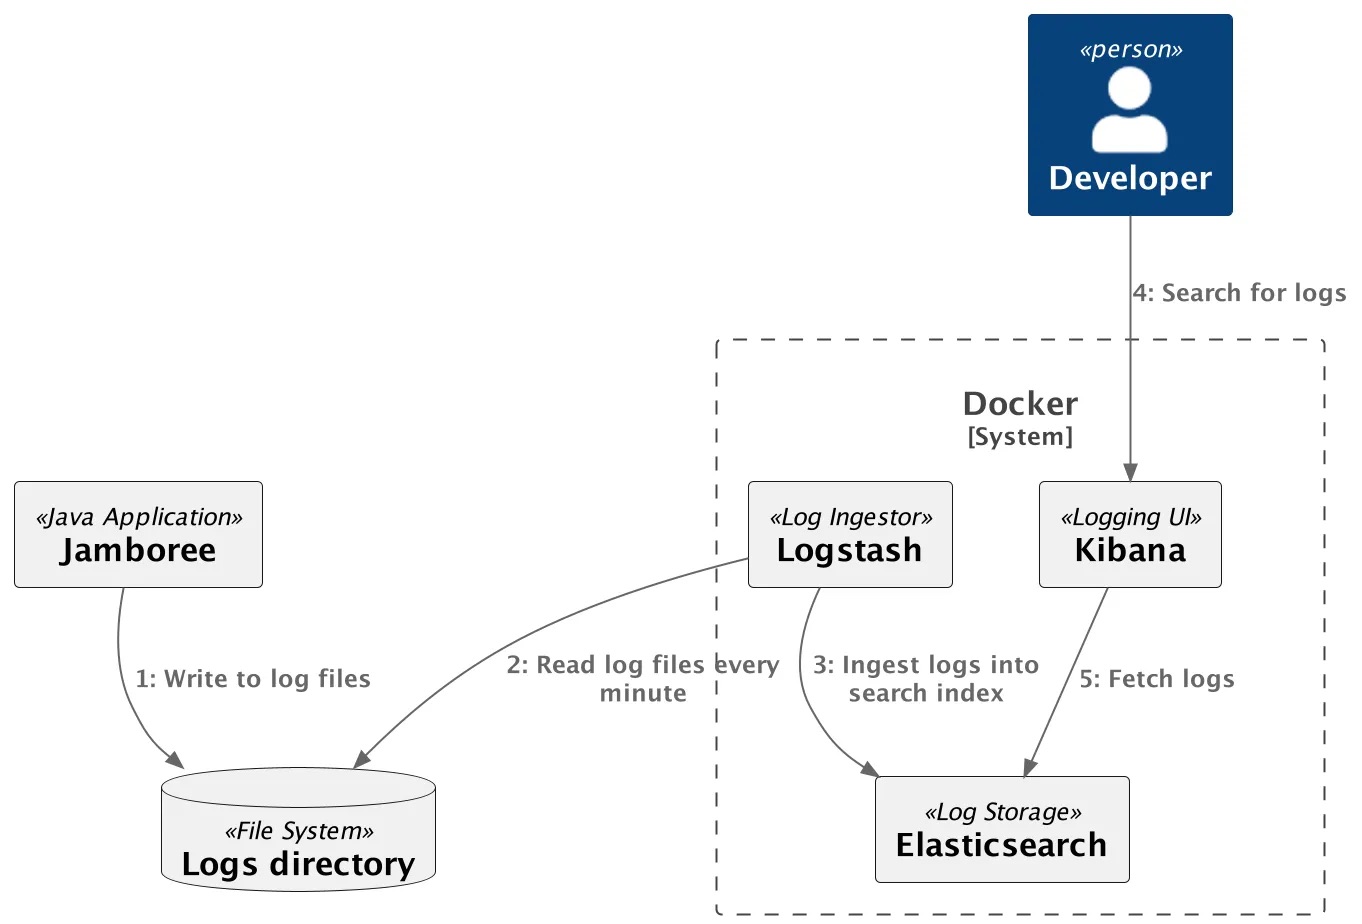 «person»
Developer
4: Search for logs
Docker
[System]
«Java Application»
Jamboree
«Log Ingestor»
Logstash
«Logging UI»
Kibana
1: Write to log files
2: Read log files every
minute
3: Ingest logs into
search index
5: Fetch logs
«File System»
Logs directory
«Log Storage»
Elasticsearch